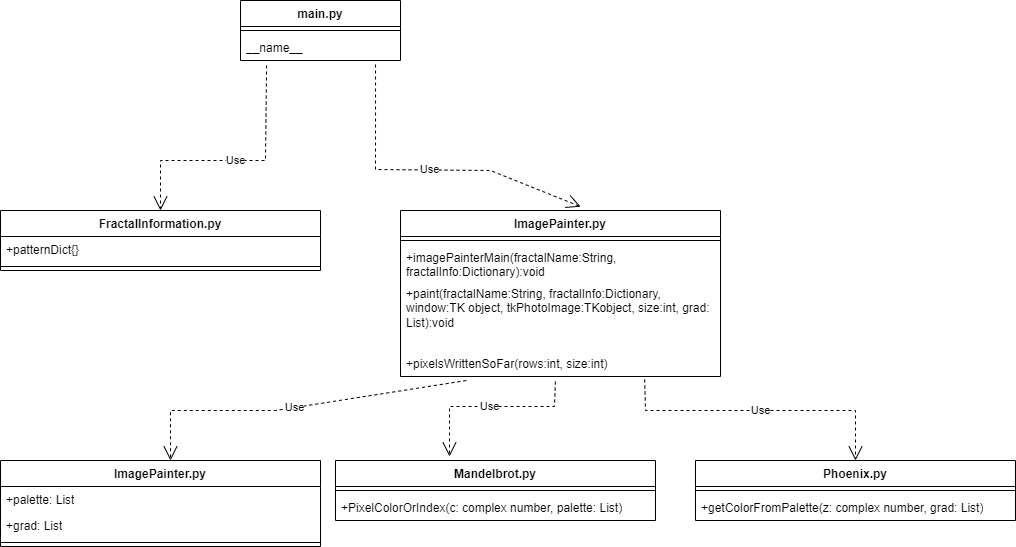 main.py
__name__
Use
Use
FractalInformation.py
+patternDict{}
ImagePainter.py
+imagePainterMain(fractalName:String,
fractalInfo:Dictionary):void
+paint(fractalName:String, fractalInfo:Dictionary,
window:TK object, tkPhotoImage:TKobject, size:int, grad:
List):void
+pixelsWrittenSoFar(rows:int, size:int)
Use
Use
Use
ImagePainter.py
+palette: List
+grad: List
Mandelbrot.py
+PixelColorOrIndex(c: complex number, palette: List)
Phoenix.py
+getColorFromPalette(z: complex number, grad: List)